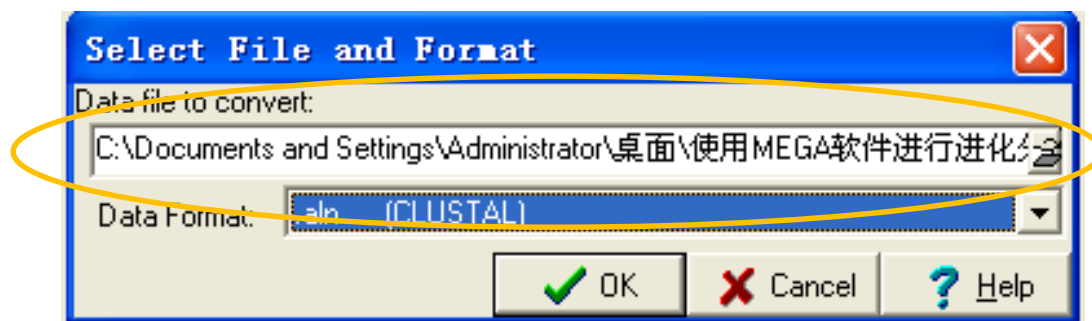 Select File and Format
Data file to convert:
C:\Documents and Settings\Administrator\桌面\使用MEGA软件进行进化
Data Format: .aln (CLUSTAL)
OK Cancel Help